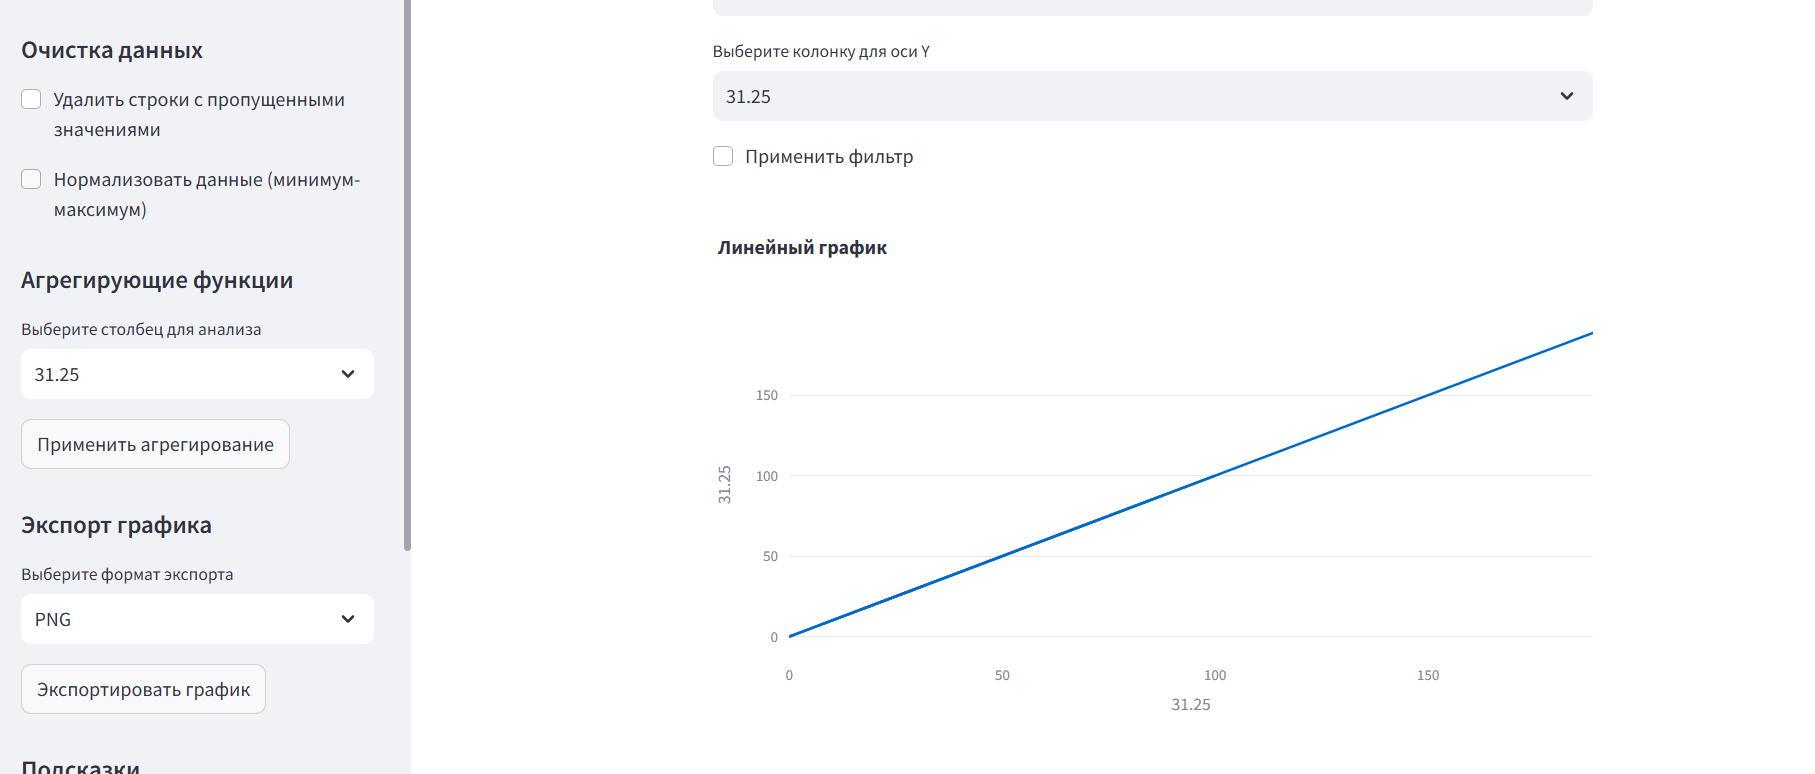 Очистка данных
Удалить строки с пропущенными
значениями
Нормализовать данные (минимум-
максимум)
Агрегирующие функции
Выберите столбец для анализа
31.25
Применить агрегирование
Экспорт графика
Выберите формат экспорта
PNG
Экспортировать график
Подсказки
Выберите колонку для оси Y
31.25
Применить фильтр
Линейный график
150
100
50
0
31.25
0 50 100 150
31.25